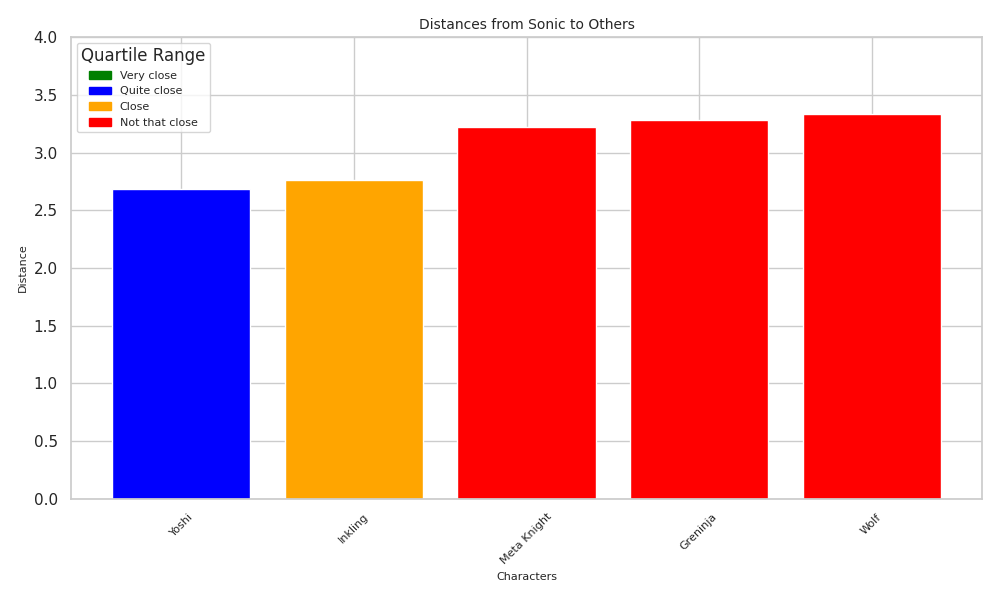 Distances from Sonic to Others
Quartile Range
Very close
Quite close
Close
Not that close
4.0
3.5
3.0
2.5
2.0
1.5
1.0
0.5
0.0
Distance
Yoshi
Inkling
Meta Knight
Greninja
Wolf
Characters